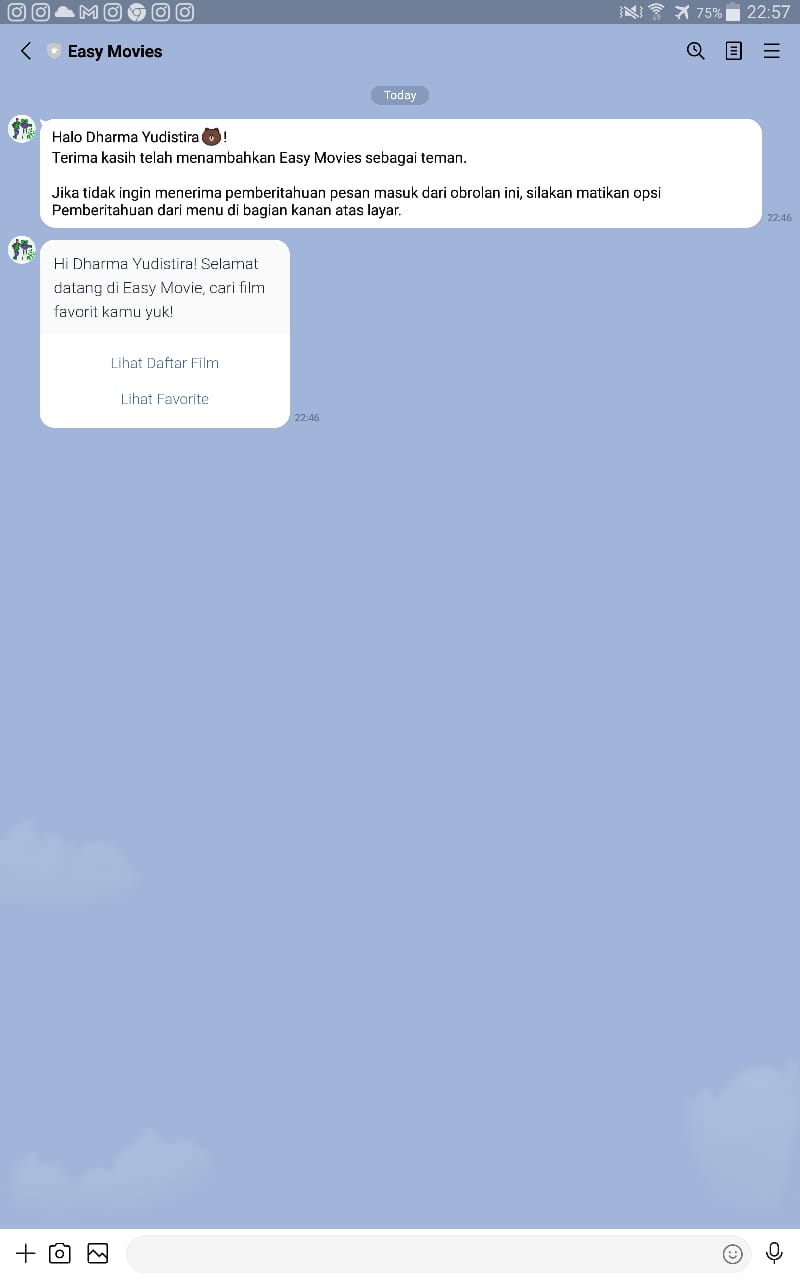 75% 22:57
Easy Movies
Today
Halo Dharma Yudistira🐻!
Terima kasih telah menambahkan Easy Movies sebagai teman.
Jika tidak ingin menerima pemberitahuan pesan masuk dari obrolan ini, silakan matikan opsi
Pemberitahuan dari menu di bagian kanan atas layar.
22:46
Hi Dharma Yudistira! Selamat
datang di Easy Movie, cari film
favorit kamu yuk!
Lihat Daftar Film
Lihat Favorite
22:46